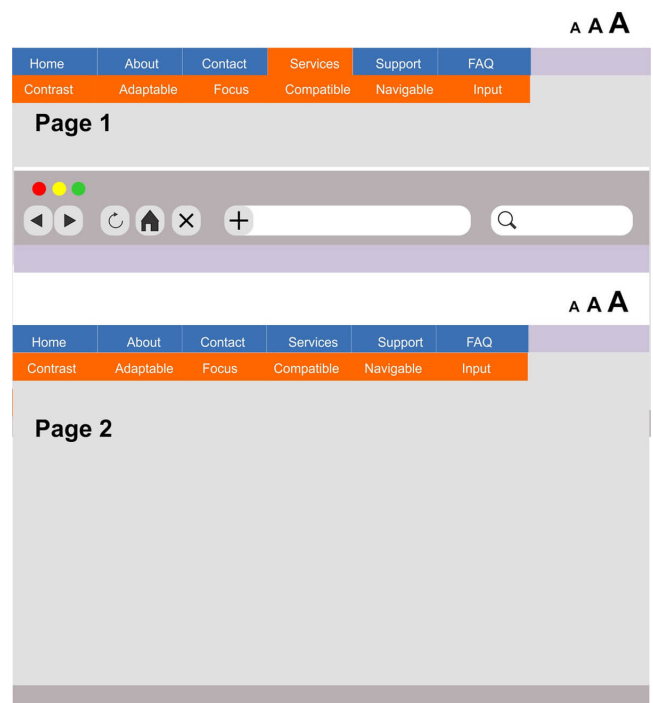 A A A
Home About Contact Services Support FAQ
Contrast Adaptable Focus Compatible Navigable Input
Page 1
A A A
Home About Contact Services Support FAQ
Contrast Adaptable Focus Compatible Navigable Input
Page 2